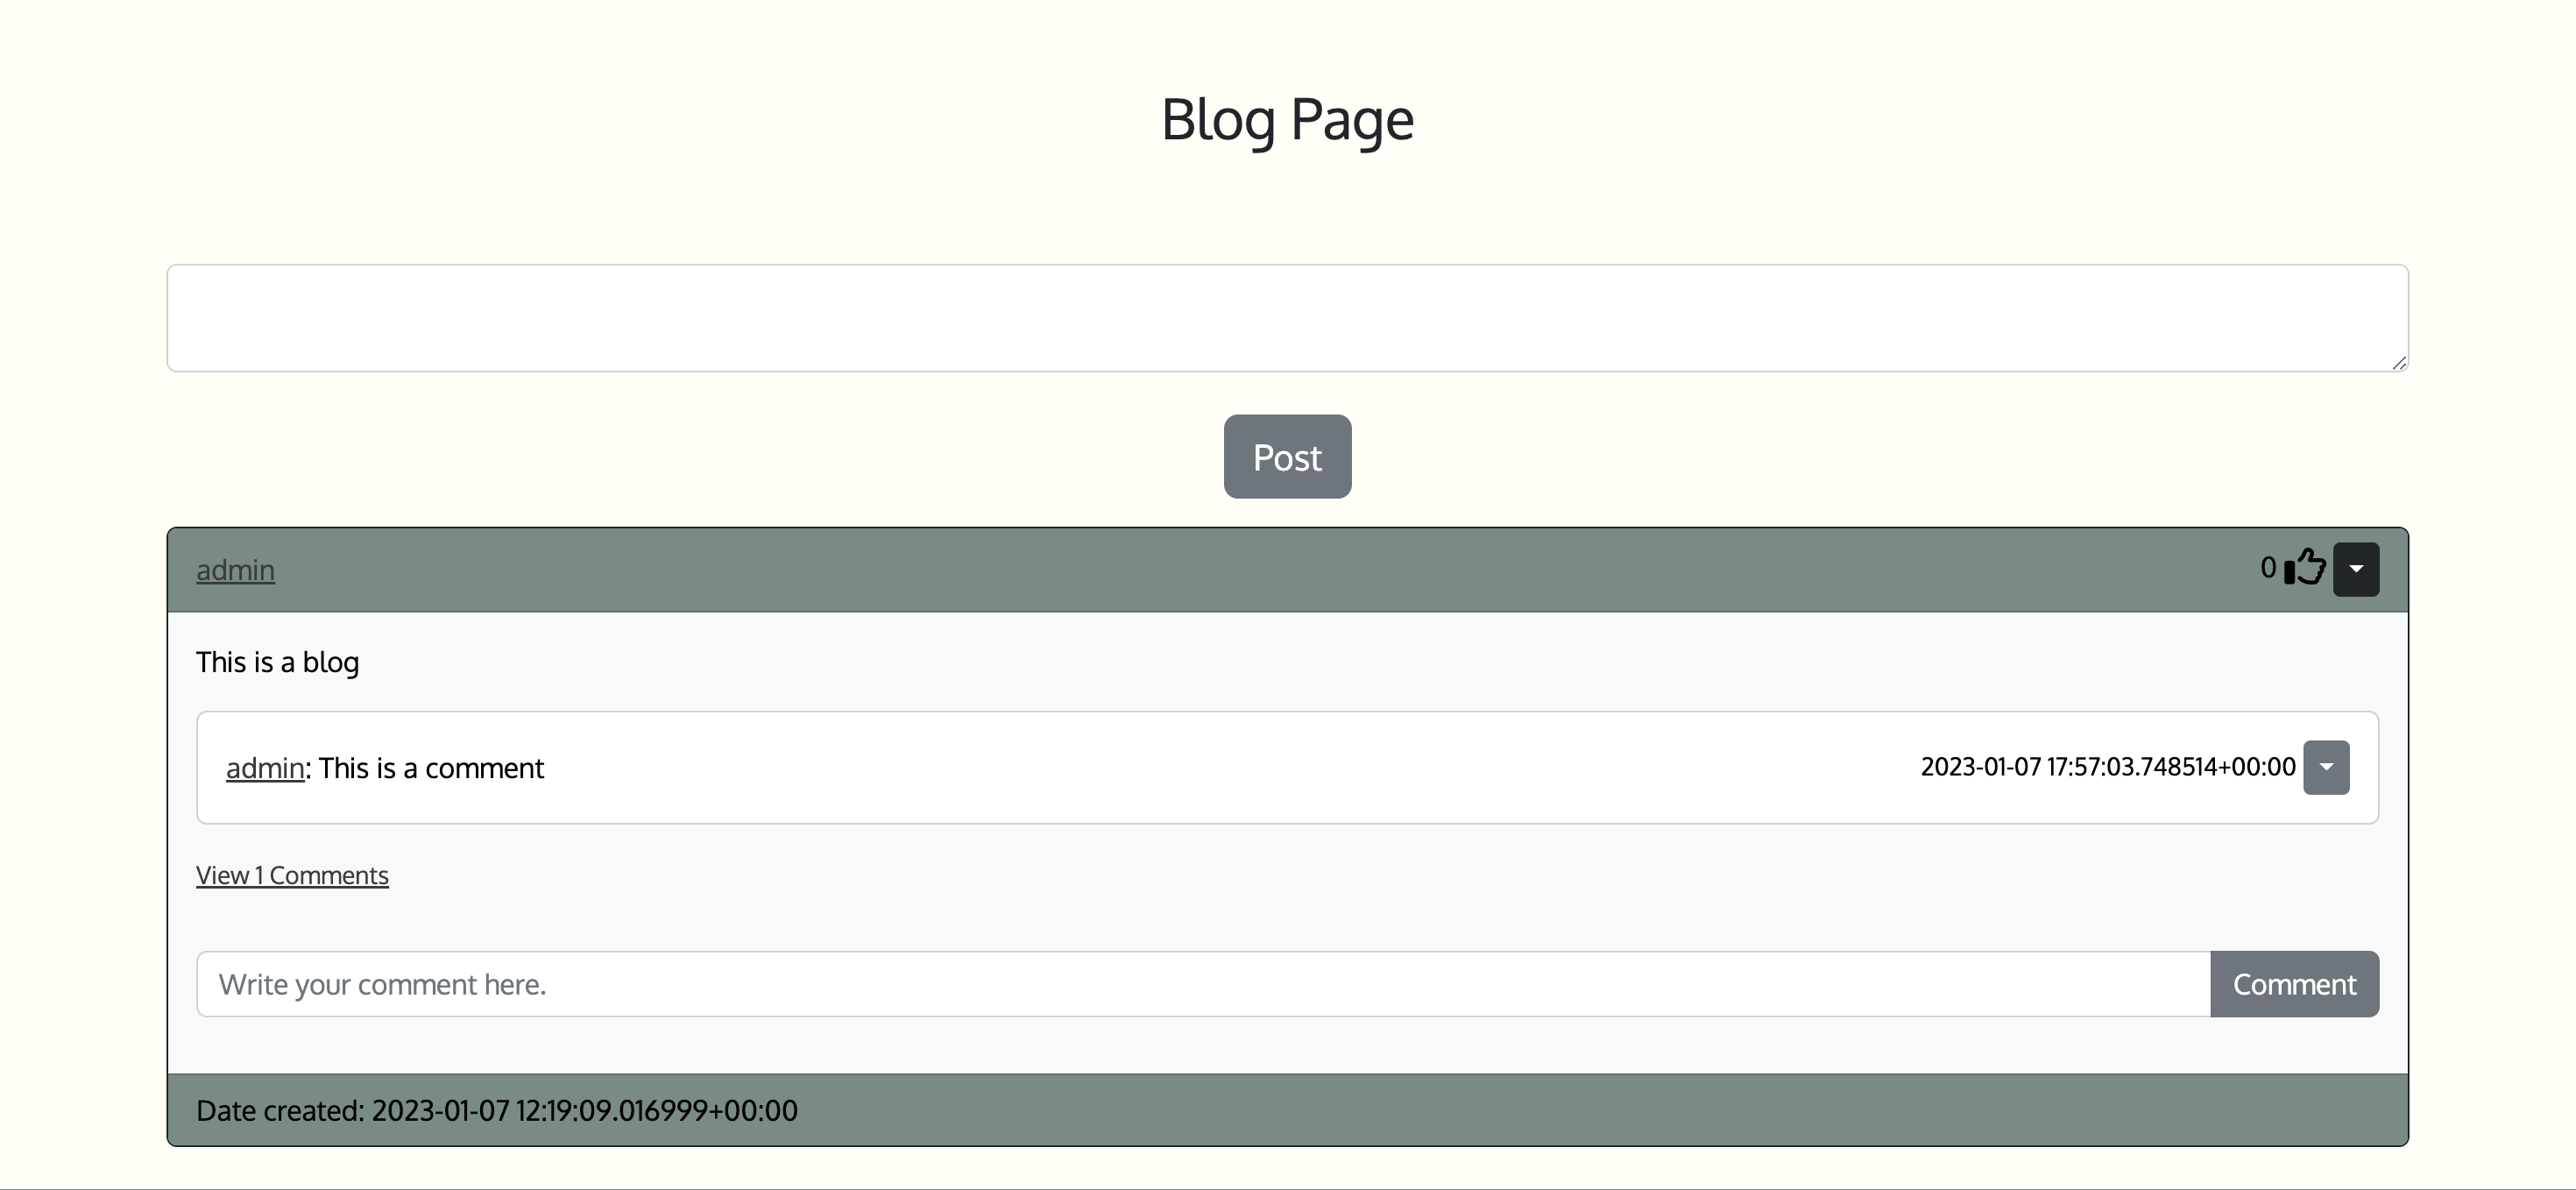 Blog Page
Post
admin 0
This is a blog
admin: This is a comment 2023-01-07 17:57:03.748514+00:00
View 1 Comments
Write your comment here. Comment
Date created: 2023-01-07 12:19:09.016999+00:00